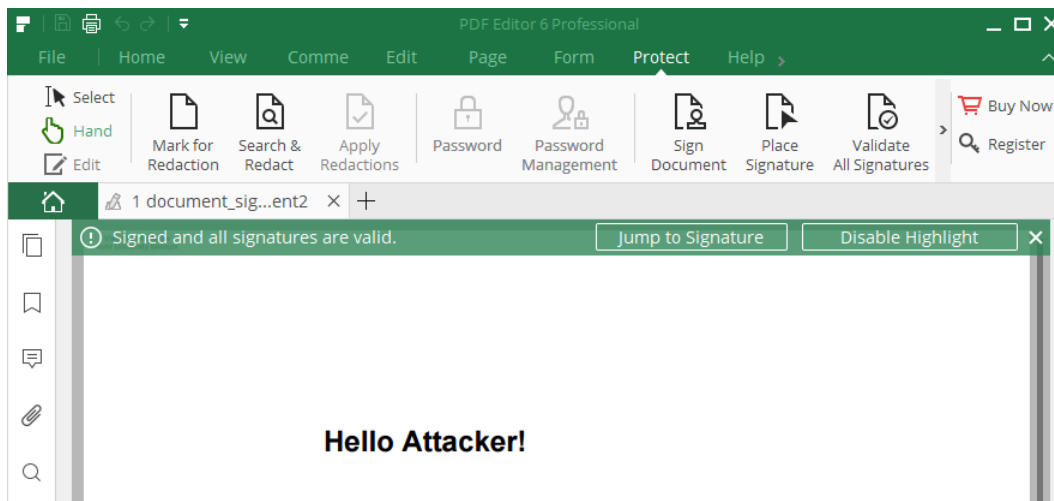 PDF Editor 6 Professional
File Home View Comme Edit Page Form Protect Help
Select
Hand
Edit
Mark for
Redaction
Search &
Redact
Apply
Redactions
Password
Password
Management
Sign
Document
Place
Signature
Validate
All Signatures
Buy Now
Register
1 document_sig...ent2
Signed and all signatures are valid. Jump to Signature Disable Highlight
Hello Attacker!